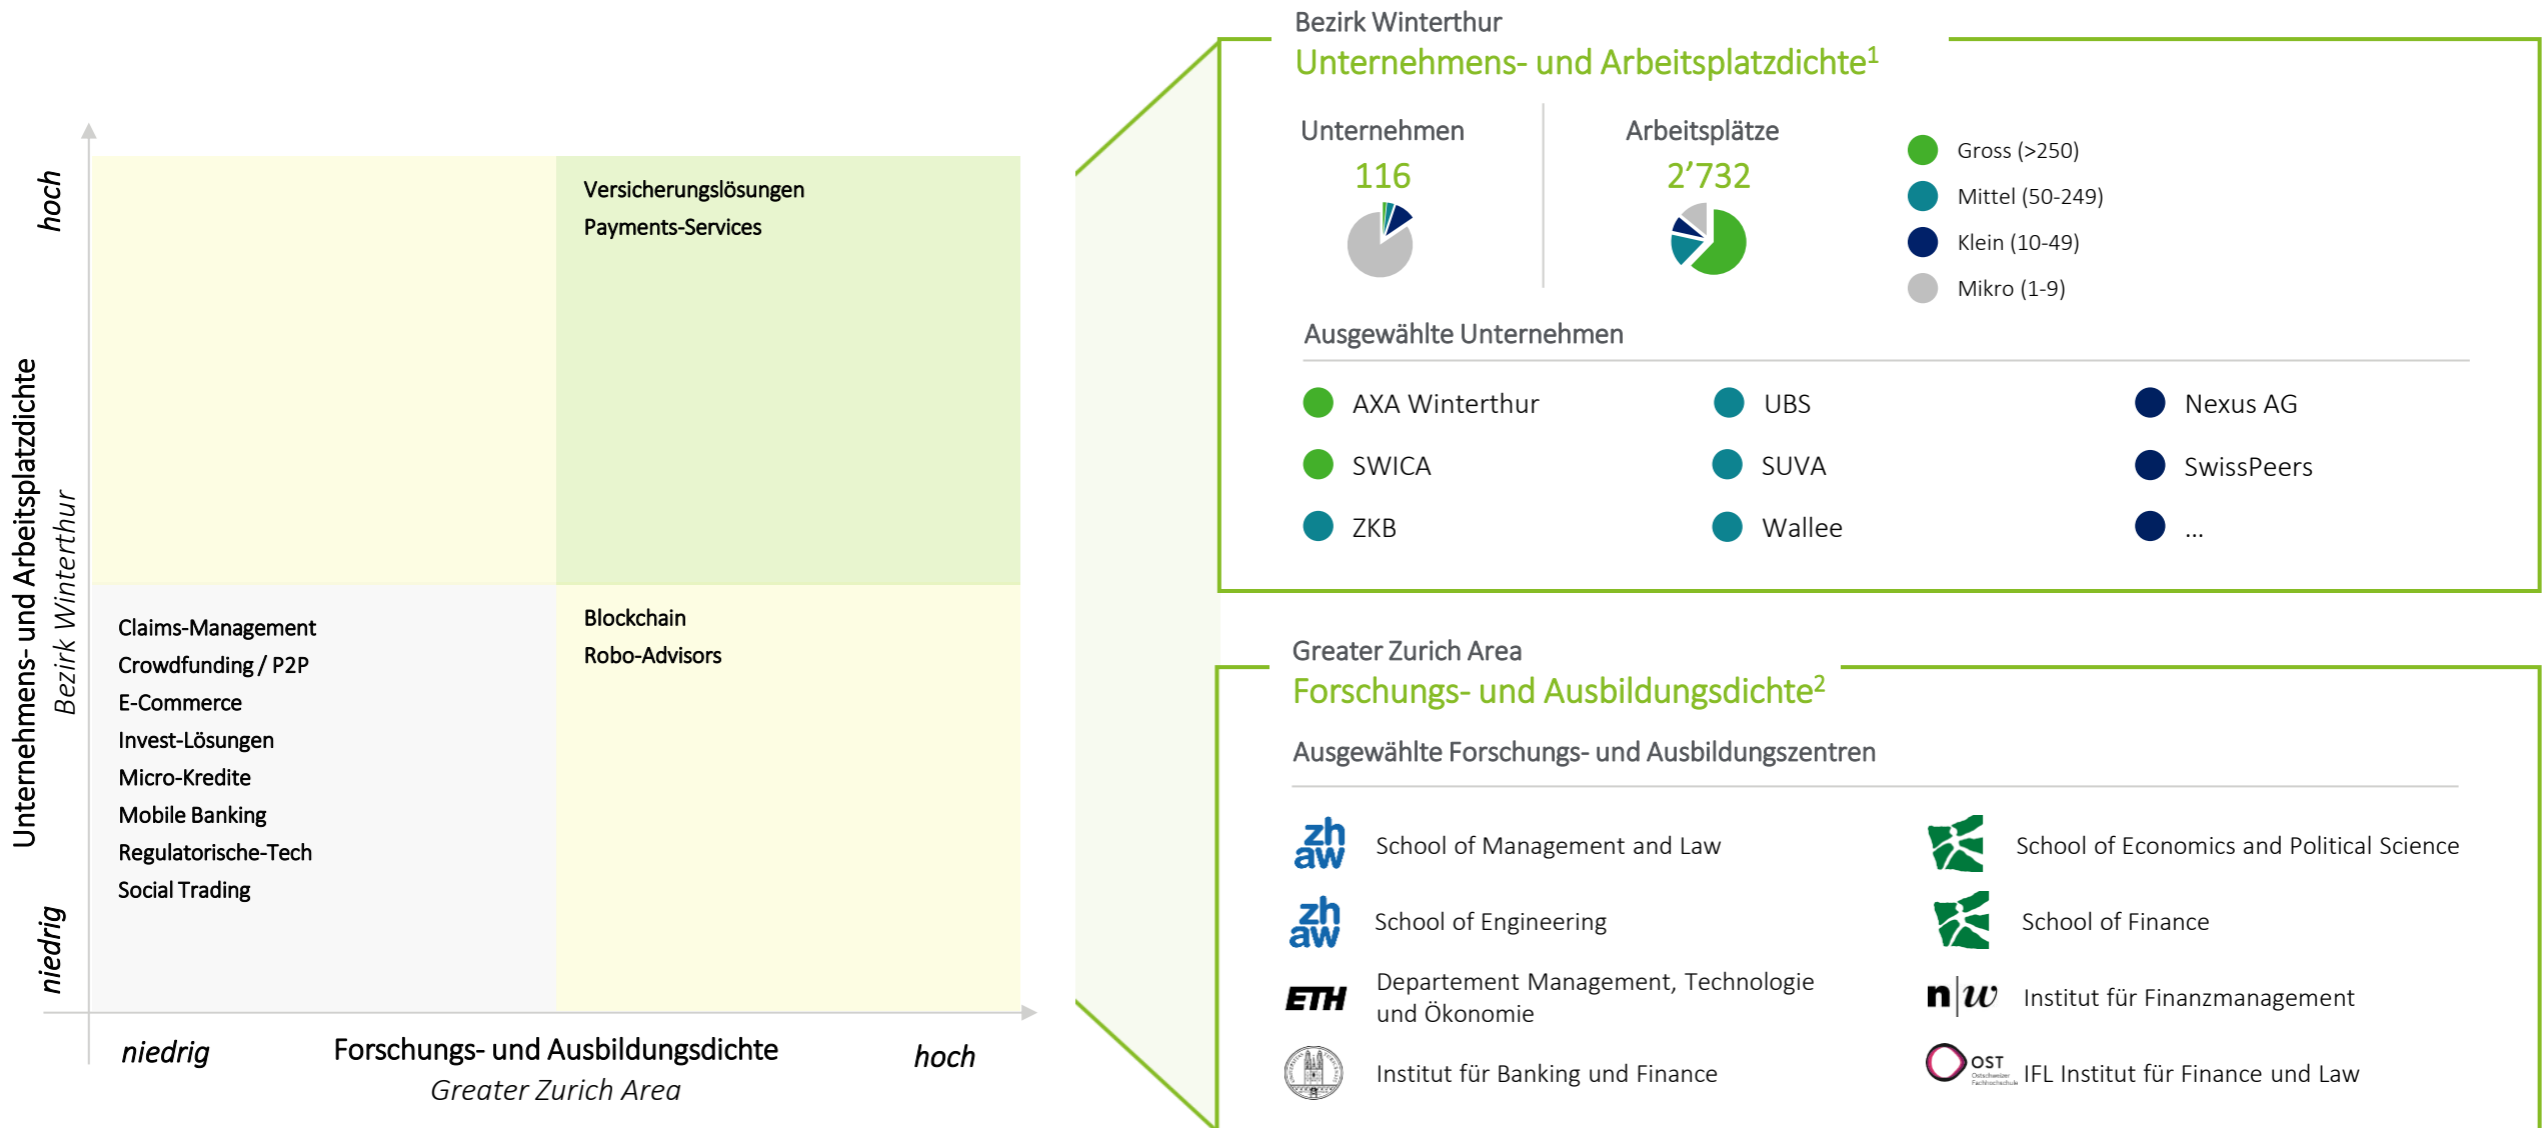 hoch
niedrig
Unternehmens- und Arbeitsplatzdichte
Bezirk Winterthur
Versicherungslösungen
Payments-Services
Claims-Management
Crowdfunding / P2P
E-Commerce
Invest-Lösungen
Micro-Kredite
Mobile Banking
Regulatorische-Tech
Social Trading
Blockchain
Robo-Advisors
niedrig
Forschungs- und Ausbildungsdichte
hoch
Greater Zurich Area
Bezirk Winterthur
Unternehmens- und Arbeitsplatzdichte¹
Unternehmen
116
Arbeitsplätze
2’732
Gross (>250)
Mittel (50-249)
Klein (10-49)
Mikro (1-9)
Ausgewählte Unternehmen
AXA Winterthur
UBS
Nexus AG
SWICA
SUVA
SwissPeers
ZKB
Wallee
...
Greater Zurich Area
Forschungs- und Ausbildungsdichte²
Ausgewählte Forschungs- und Ausbildungszentren
zh
aw
School of Management and Law
School of Economics and Political Science
zh
aw
School of Engineering
School of Finance
ETH
Departement Management, Technologie
und Ökonomie
n|w
Institut für Finanzmanagement
Institut für Banking und Finance
OST
Ostschweizer
Fachhochschule
IFL Institut für Finance und Law